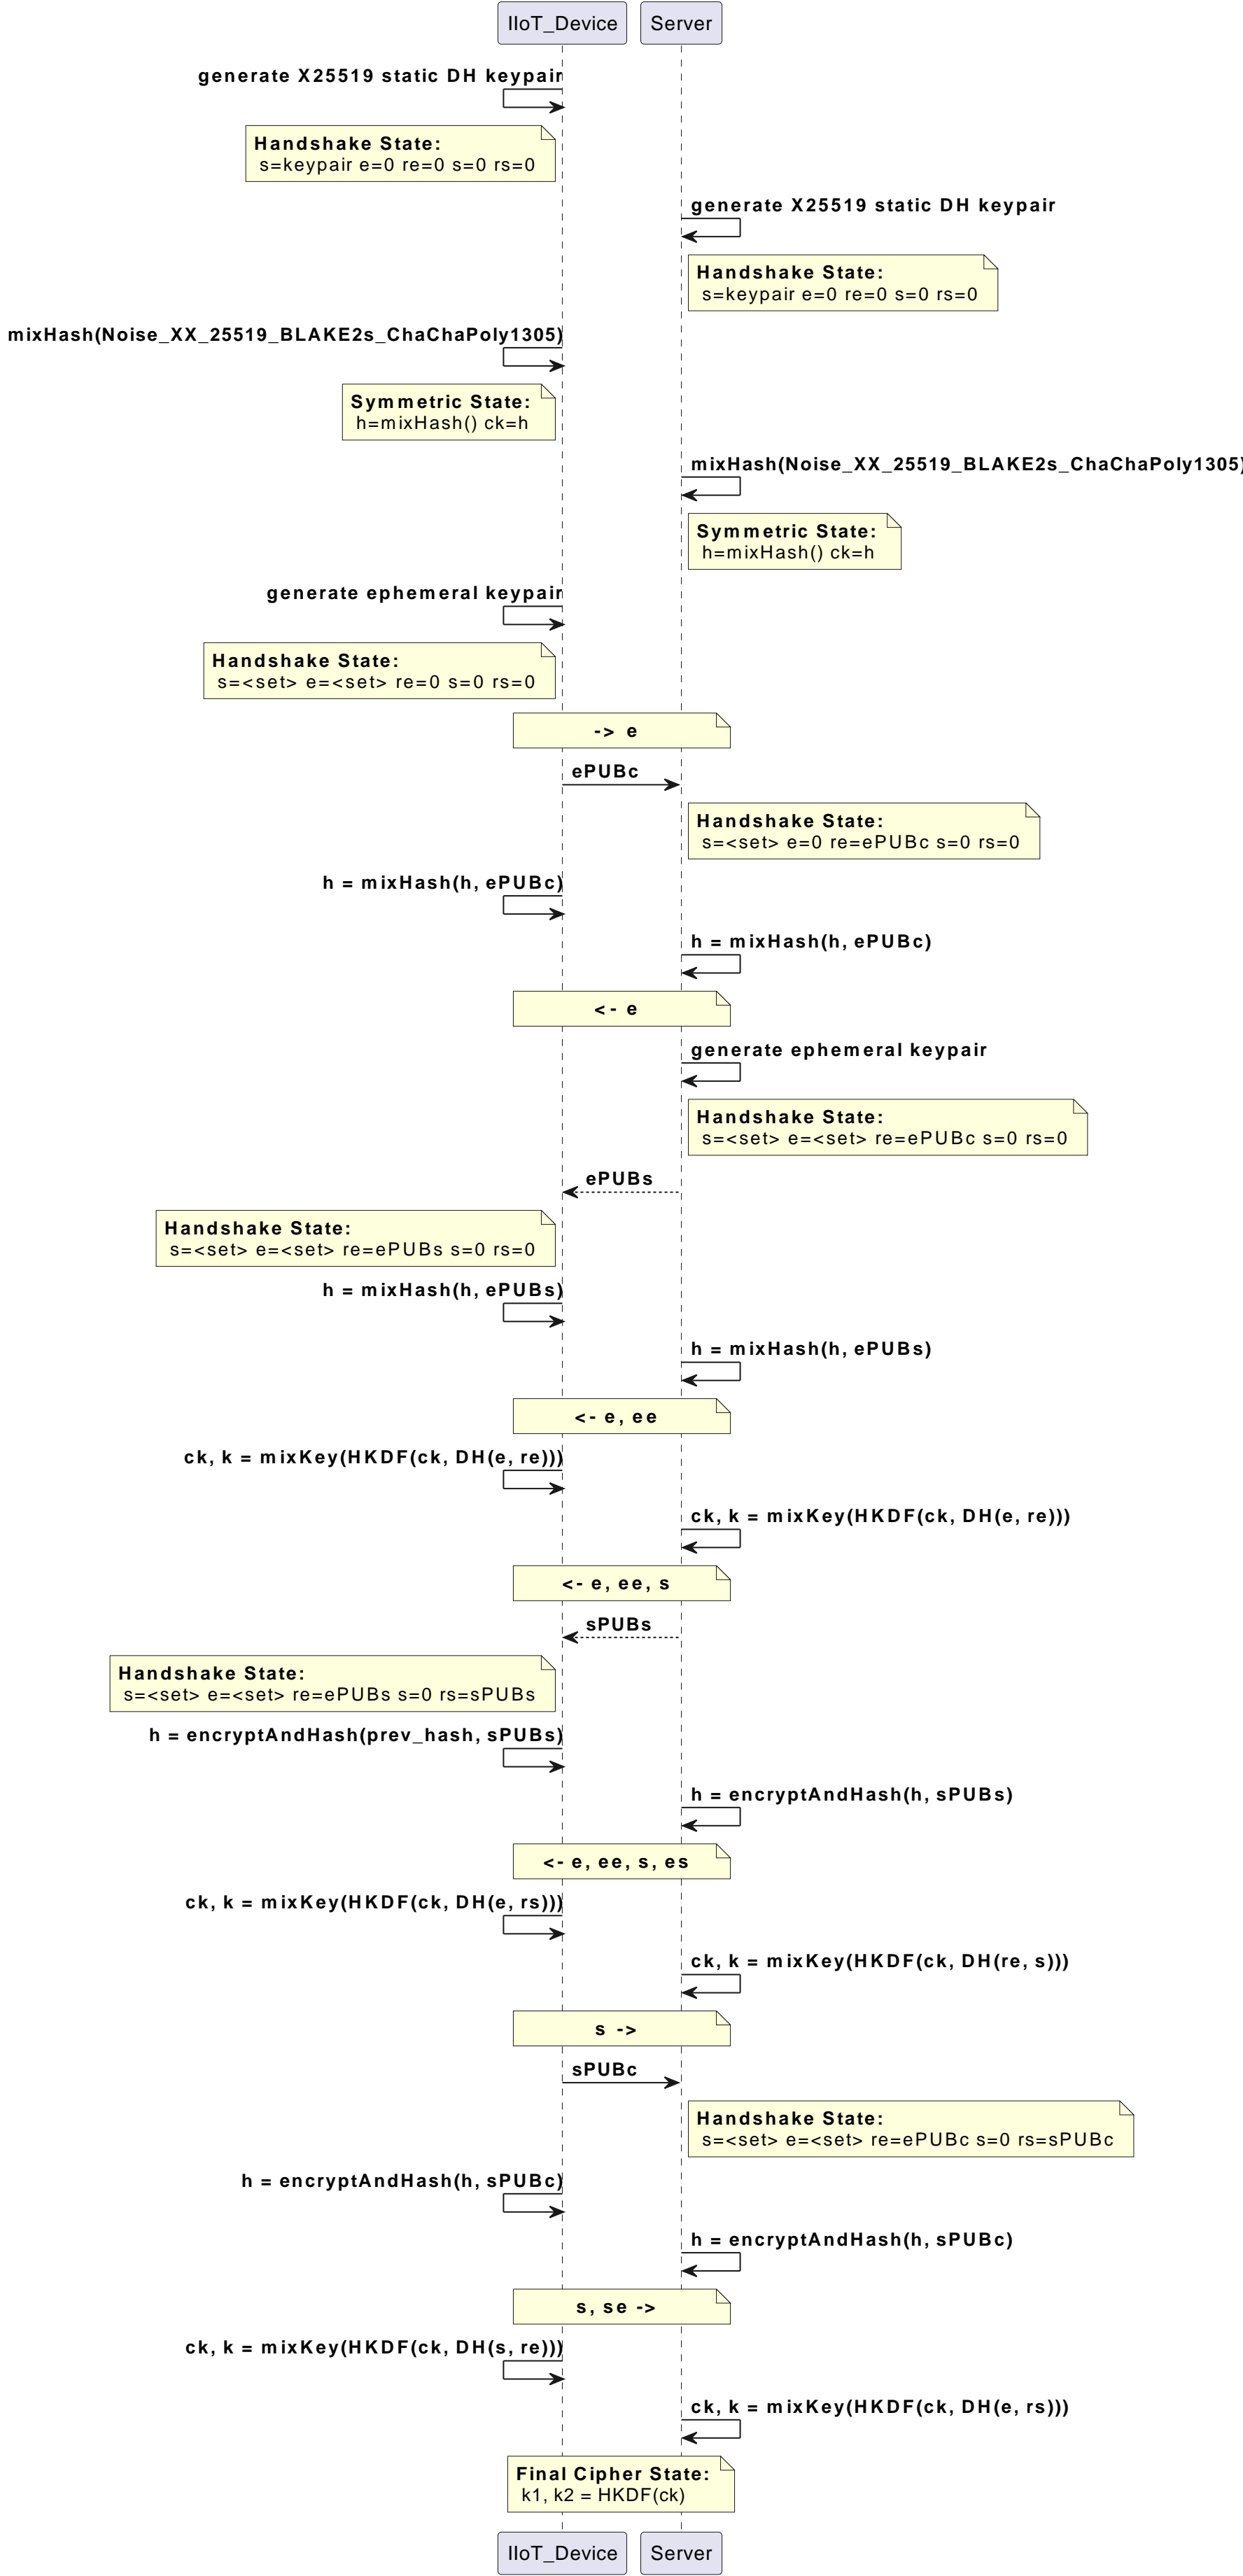 IIoT_Device
Server
generate X25519 static DH keypair
Handshake State:
s=keypair e=0 re=0 s=0 rs=0
generate X25519 static DH keypair
Handshake State:
s=keypair e=0 re=0 s=0 rs=0
mixHash(Noise_XX_25519_BLAKE2s_ChaChaPoly1305)
Symmetric State:
h=mixHash() ck=h
mixHash(Noise_XX_25519_BLAKE2s_ChaChaPoly1305)
Symmetric State:
h=mixHash() ck=h
generate ephemeral keypair
Handshake State:
s=<set> e=<set> re=0 s=0 rs=0
-> e
ePUBc
Handshake State:
s=<set> e=0 re=ePUBc s=0 rs=0
h = mixHash(h, ePUBc)
h = mixHash(h, ePUBc)
<- e
generate ephemeral keypair
Handshake State:
s=<set> e=<set> re=ePUBc s=0 rs=0
ePUBs
Handshake State:
s=<set> e=<set> re=ePUBs s=0 rs=0
h = mixHash(h, ePUBs)
h = mixHash(h, ePUBs)
<- e, ee
ck, k = mixKey(HKDF(ck, DH(e, re)))
ck, k = mixKey(HKDF(ck, DH(e, re)))
<- e, ee, s
sPUBs
Handshake State:
s=<set> e=<set> re=ePUBs s=0 rs=sPUBs
h = encryptAndHash(prev_hash, sPUBs)
h = encryptAndHash(h, sPUBs)
<- e, ee, s, es
ck, k = mixKey(HKDF(ck, DH(e, rs)))
ck, k = mixKey(HKDF(ck, DH(re, s)))
s ->
sPUBc
Handshake State:
s=<set> e=<set> re=ePUBc s=0 rs=sPUBc
h = encryptAndHash(h, sPUBc)
h = encryptAndHash(h, sPUBc)
s, se ->
ck, k = mixKey(HKDF(ck, DH(s, re)))
ck, k = mixKey(HKDF(ck, DH(e, rs)))
Final Cipher State:
k1, k2 = HKDF(ck)
IIoT_Device
Server